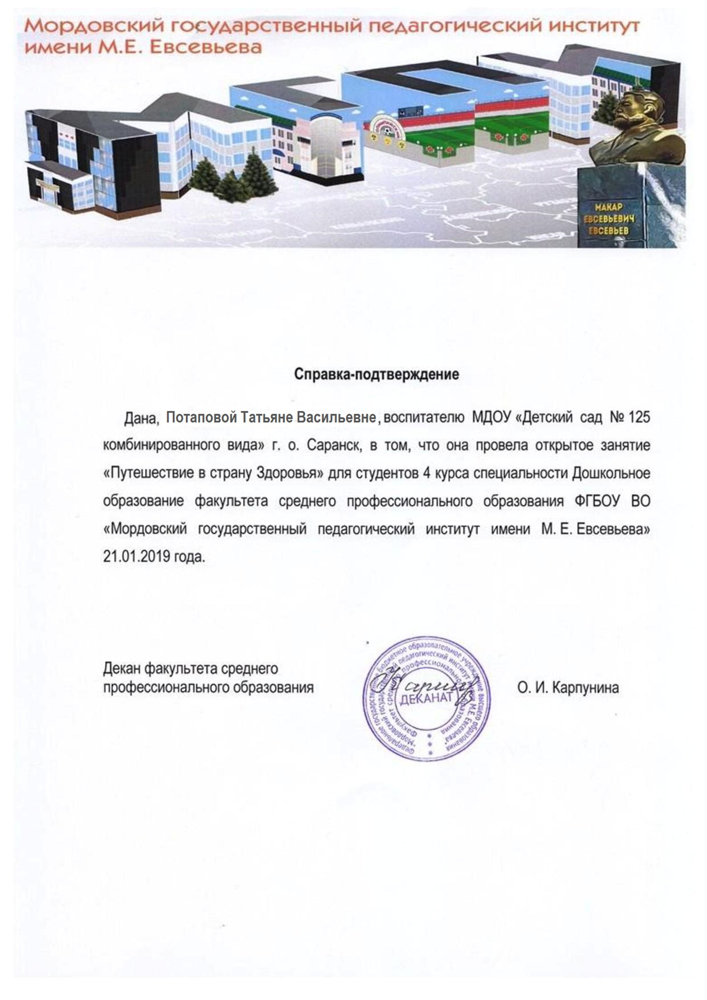 Мордовский государственный педагогический институт
имени М.Е. Евсевьева
МАКАР
ЕВСЕВЬЕВИЧ
ЕВСЕВЬЕВ
Справка-подтверждение
Дана, Потаповой Татьяне Васильевне, воспитателю МДОУ «Детский сад № 125
комбинированного вида» г. о. Саранск, в том, что она провела открытое занятие
«Путешествие в страну Здоровья» для студентов 4 курса специальности Дошкольное
образование факультета среднего профессионального образования ФГБОУ ВО
«Мордовский государственный педагогический институт имени М. Е. Евсевьева»
21.01.2019 года.
Декан факультета среднего
профессионального образования
О. И. Карпунина
Федеральное государственное бюджетное образовательное учреждение высшего образования
"Мордовский государственный педагогический институт имени М.Е. Евсевьева"
Факультет среднего профессионального образования
ДЕКАНАТ